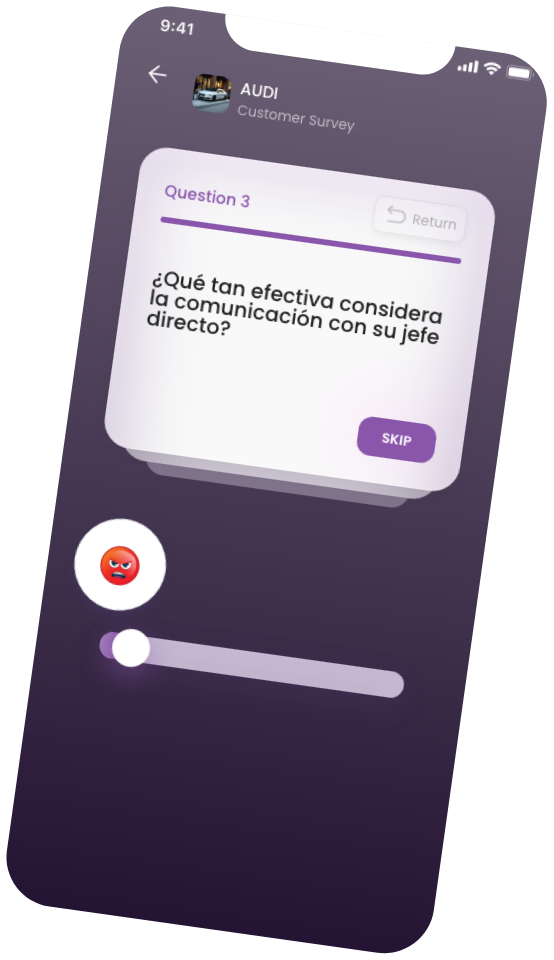 9:41
AUDI
Customer Survey
Question 3
Return
¿Qué tan efectiva considera
la comunicación con su jefe
directo?
SKIP